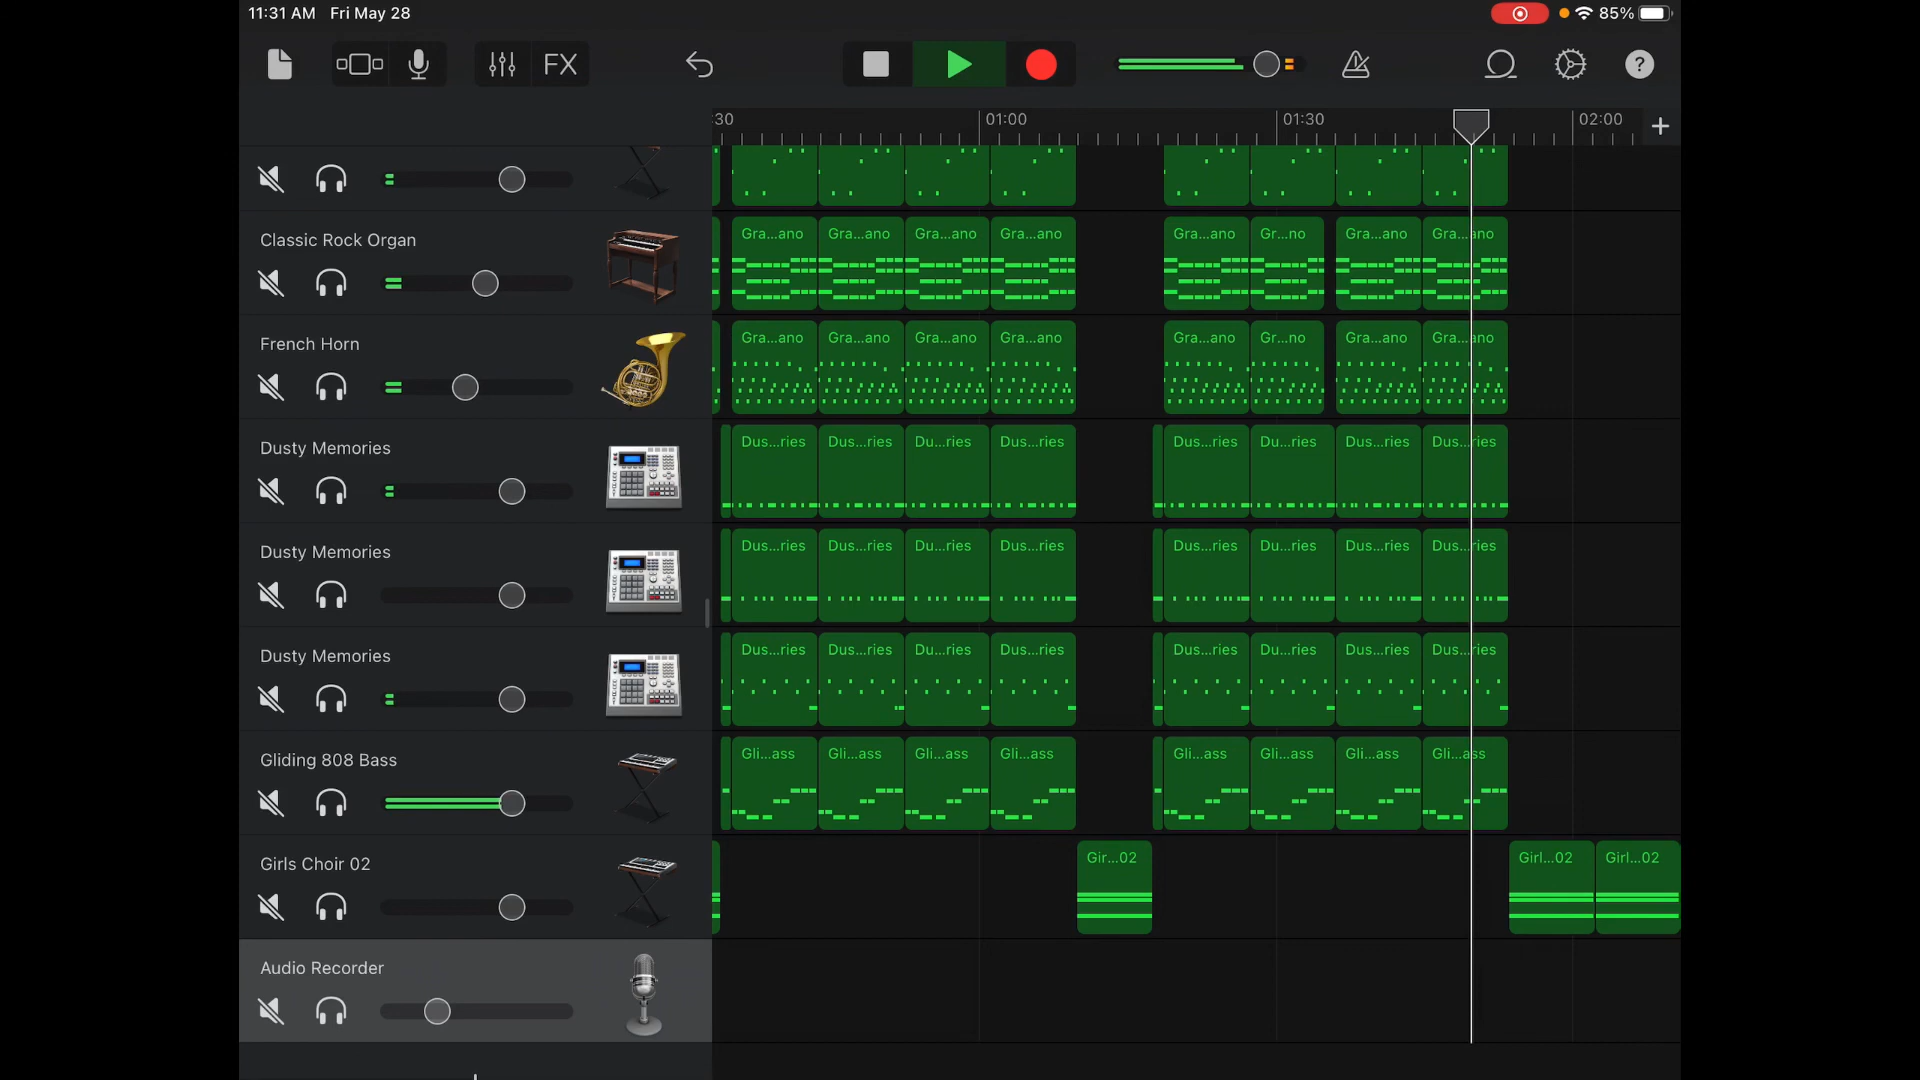 11:31 AM Fri May 28 85%
FX ?
:30 01:00 01:30 02:00 +
Classic Rock Organ
Gra...ano Gra...ano Gra...ano Gra...ano Gra...ano Gr...no Gra...ano Gra...ano
French Horn
Gra...ano Gra...ano Gra...ano Gra...ano Gra...ano Gr...no Gra...ano Gra...ano
Dusty Memories
Dus...ries Dus...ries Du...ries Dus...ries Dus...ries Du...ries Dus...ries Dus...ries
Dusty Memories
Dus...ries Dus...ries Du...ries Dus...ries Dus...ries Du...ries Dus...ries Dus...ries
Dusty Memories
Dus...ries Dus...ries Du...ries Dus...ries Dus...ries Du...ries Dus...ries Dus...ries
Gliding 808 Bass
Gli...ass Gli...ass Gli...ass Gli...ass Gli...ass Gli...ass Gli...ass Gli...ass
Girls Choir 02
Gir...02 Girl...02 Girl...02
Audio Recorder